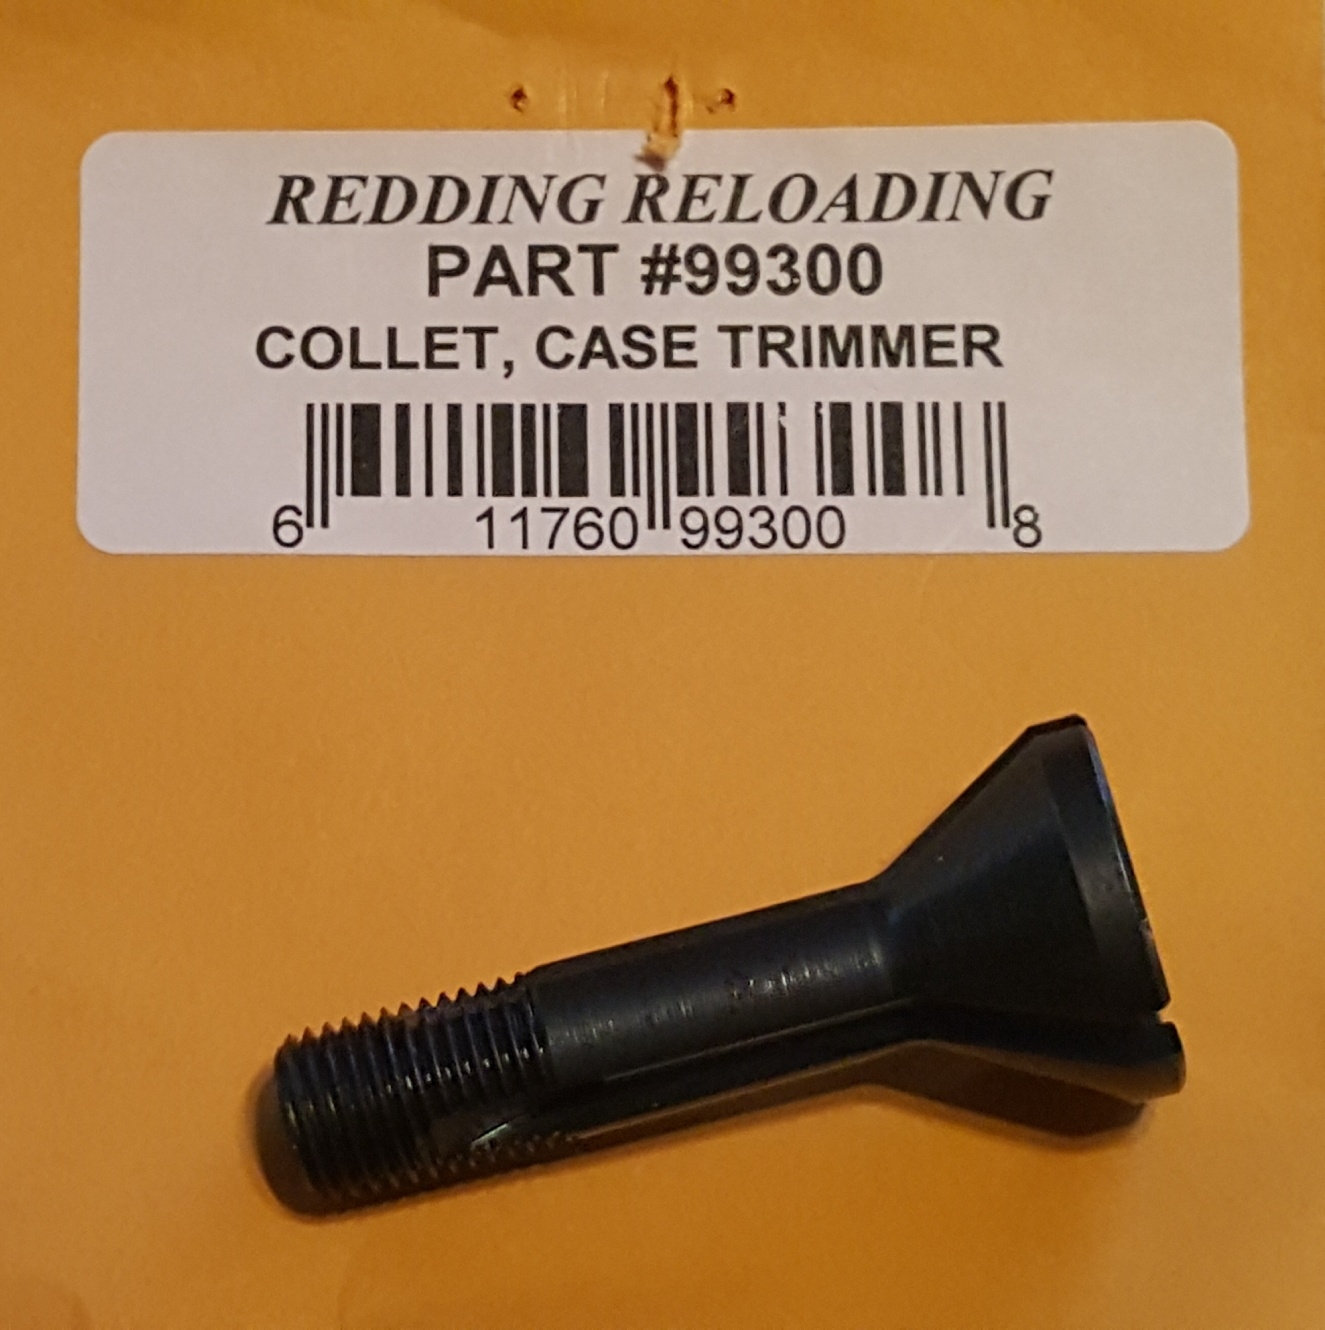 REDDING RELOADING
PART #99300
COLLET, CASE TRIMMER
6 11760 99300 8